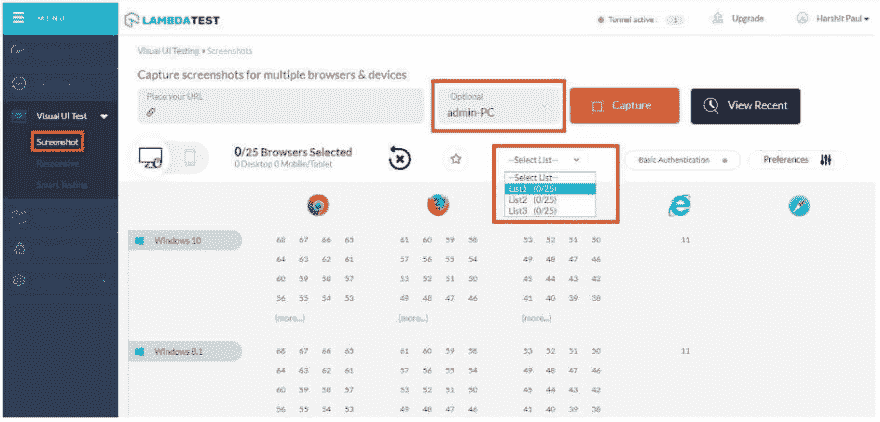 MENU
LAMBDATEST
Tunnel active :
Upgrade
Harshit Paul
Visual UI Testing • Screenshots
Capture screenshots for multiple browsers & devices
Place your URL
Optional
admin-PC
Capture
View Recent
Visual UI Test
Screenshot
Responsive
Smart Testing
0/25 Browsers Selected
0 Desktop 0 Mobile/Tablet
--Select List--
--Select List--
List1 (0/25)
List2 (0/25)
List3 (0/25)
Basic Authentication
Preferences
Windows 10
68 67 66 65 61 60 59 58 53 52 51 50 11
64 63 62 61 57 56 55 54 49 48 47 46
60 59 58 57 53 52 51 50 45 44 43 42
56 55 54 53 49 48 47 46 41 40 39 38
(more...) (more...) (more...)
Windows 8.1
68 67 66 65 61 60 59 58 53 52 51 50 11
64 63 62 61 57 56 55 54 49 48 47 46
60 59 58 57 53 52 51 50 45 44 43 42
56 55 54 53 49 48 47 46 41 40 39 38